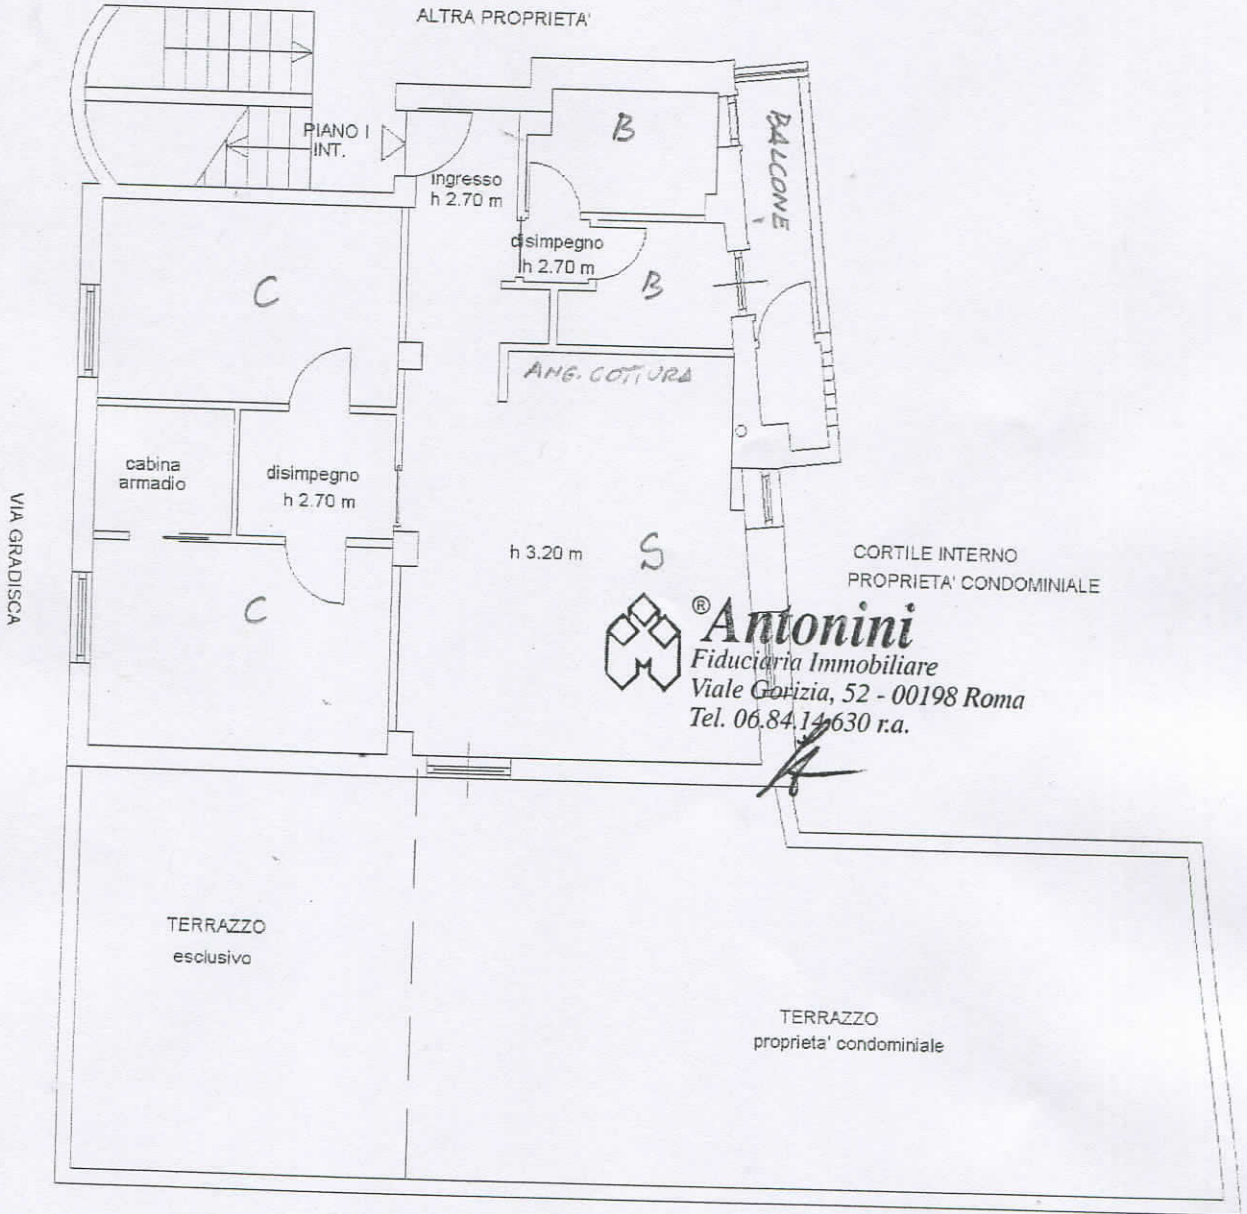 ALTRA PROPRIETA'
PIANO I
INT.
B
BALCONE
ingresso
h 2.70 m
disimpegno
h 2.70 m
B
C
ANG. COTTURA
cabina
armadio
disimpegno
h 2.70 m
VIA GRADISCA
h 3.20 m
S
CORTILE INTERNO
PROPRIETA' CONDOMINIALE
C
® Antonini
Fiduciaria Immobiliare
Viale Gorizia, 52 - 00198 Roma
Tel. 06.84.14.630 r.a.
TERRAZZO
esclusivo
TERRAZZO
proprieta' condominiale